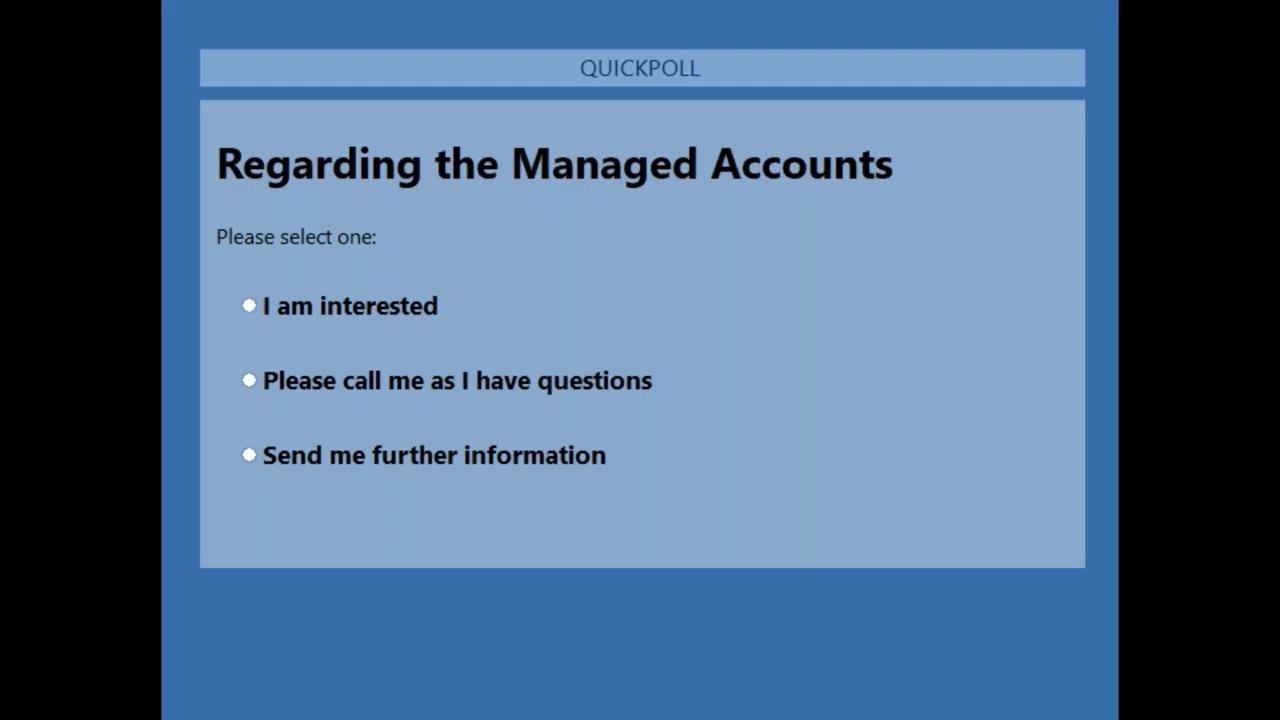 QUICKPOLL
Regarding the Managed Accounts
Please select one:
I am interested
Please call me as I have questions
Send me further information